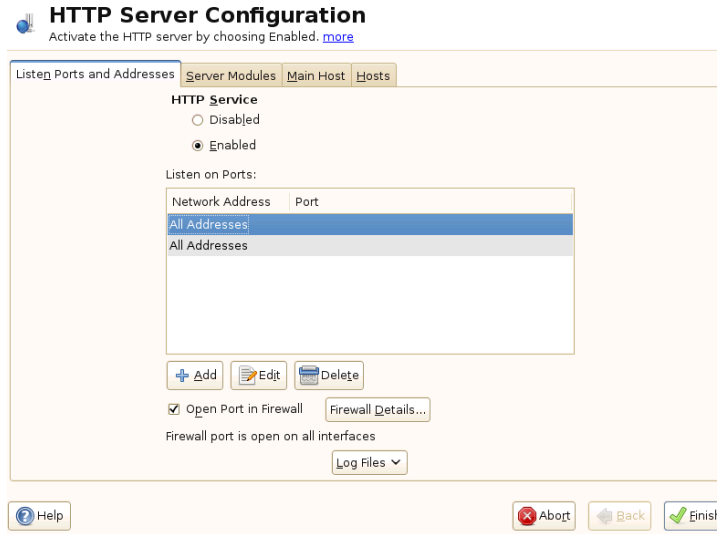 HTTP Server Configuration
Activate the HTTP server by choosing Enabled. more
Listen Ports and Addresses Server Modules Main Host Hosts
HTTP Service
Disabled
Enabled
Listen on Ports:
Network Address Port
All Addresses
All Addresses
Add Edit Delete
Open Port in Firewall Firewall Details...
Firewall port is open on all interfaces
Log Files
Help Abort Back Finish